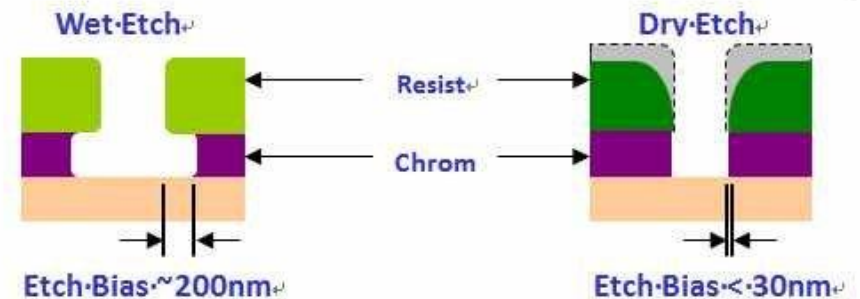 Wet·Etch↵
Dry·Etch↵
Resist↵
Chrom
Etch·Bias·~200nm↵
Etch·Bias·<·30nm↵